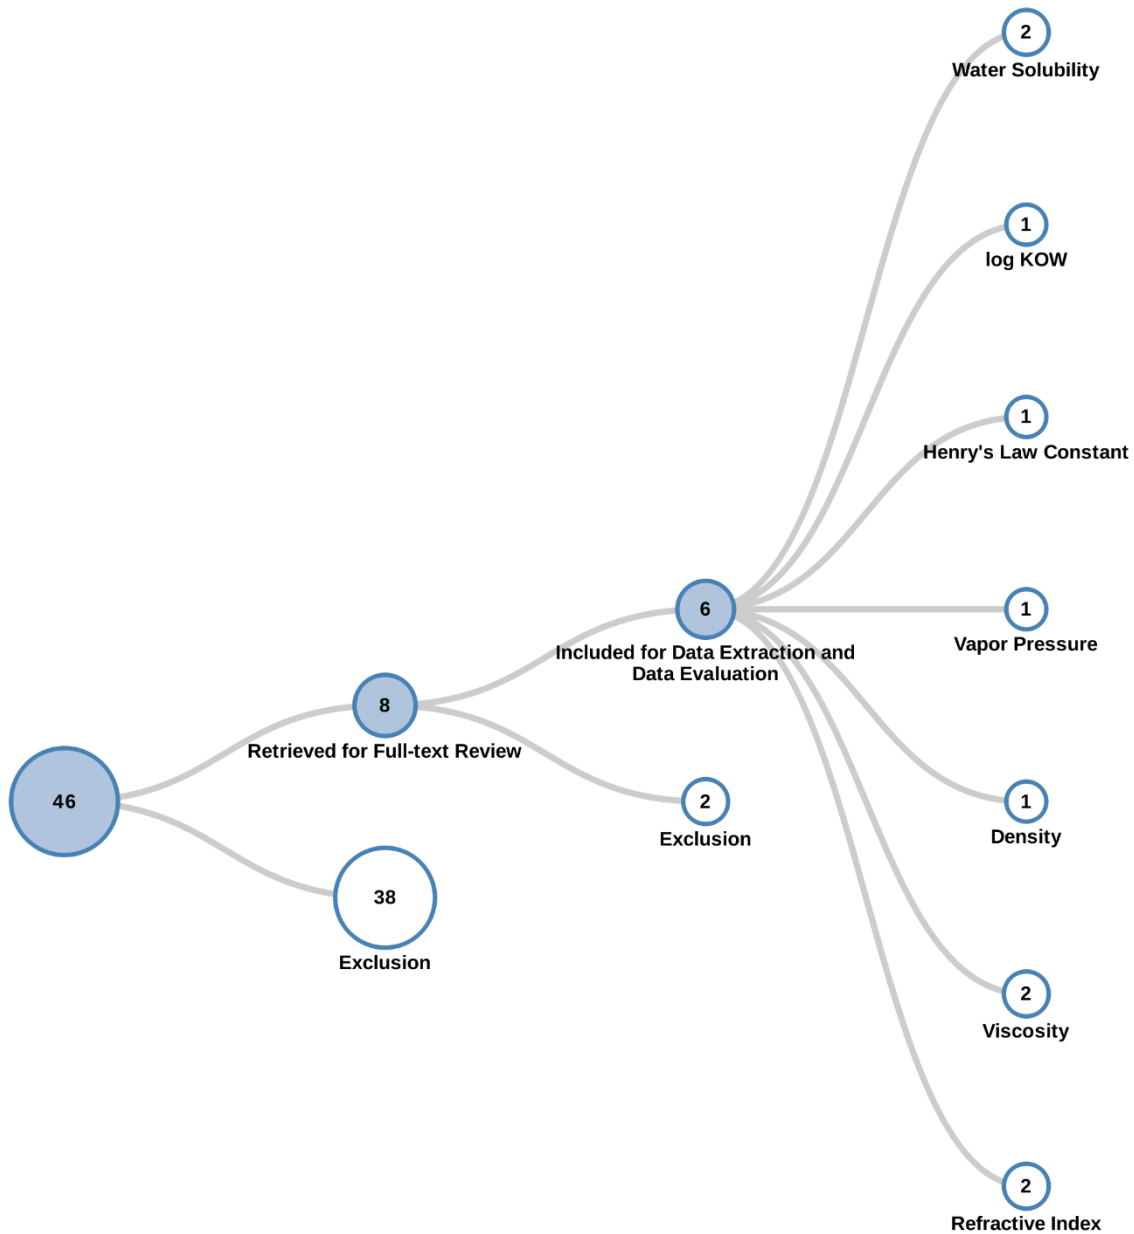 46
8
Retrieved for Full-text Review
38
Exclusion
6
Included for Data Extraction and
Data Evaluation
2
Exclusion
2
Water Solubility
1
log KOW
1
Henry's Law Constant
1
Vapor Pressure
1
Density
2
Viscosity
2
Refractive Index